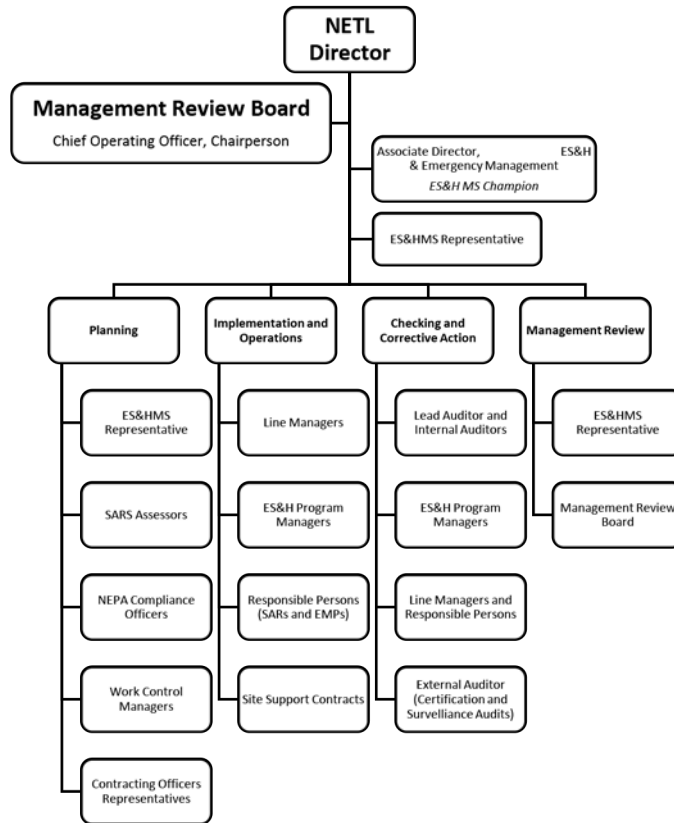 NETL
Director
Management Review Board
Chief Operating Officer, Chairperson
Associate Director, ES&H
& Emergency Management
ES&H MS Champion
ES&HMS Representative
Planning
Implementation and
Operations
Checking and
Corrective Action
Management Review
ES&HMS
Representative
Line Managers
Lead Auditor and
Internal Auditors
ES&HMS
Representative
SARS Assessors
ES&H Program
Managers
ES&H Program
Managers
Management Review
Board
NEPA Compliance
Officers
Responsible Persons
(SARs and EMPs)
Line Managers and
Responsible Persons
Work Control
Managers
Site Support Contracts
External Auditor
(Certification and
Survelliance Audits)
Contracting Officers
Representatives